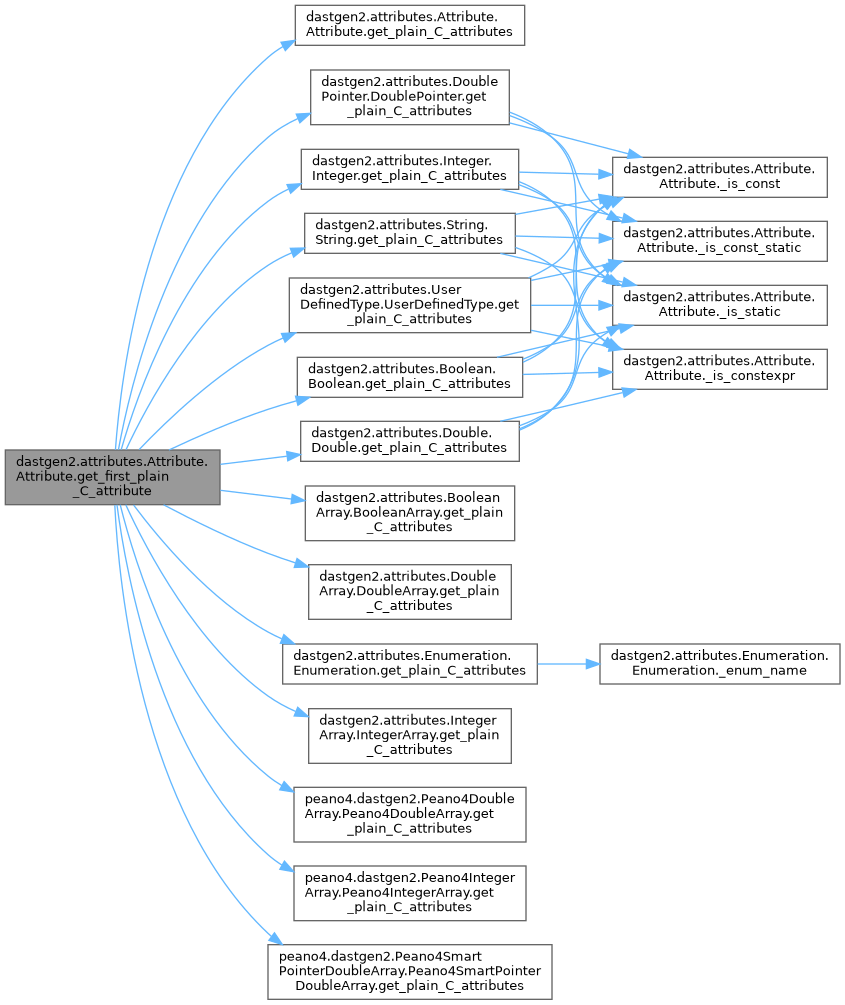 dastgen2.attributes.Attribute.
Attribute.get_first_plain
_C_attribute
dastgen2.attributes.Attribute.
Attribute.get_plain_C_attributes
dastgen2.attributes.Double
Pointer.DoublePointer.get
_plain_C_attributes
dastgen2.attributes.Integer.
Integer.get_plain_C_attributes
dastgen2.attributes.String.
String.get_plain_C_attributes
dastgen2.attributes.User
DefinedType.UserDefinedType.get
_plain_C_attributes
dastgen2.attributes.Boolean.
Boolean.get_plain_C_attributes
dastgen2.attributes.Double.
Double.get_plain_C_attributes
dastgen2.attributes.Boolean
Array.BooleanArray.get_plain
_C_attributes
dastgen2.attributes.Double
Array.DoubleArray.get_plain
_C_attributes
dastgen2.attributes.Enumeration.
Enumeration.get_plain_C_attributes
dastgen2.attributes.Integer
Array.IntegerArray.get_plain
_C_attributes
peano4.dastgen2.Peano4Double
Array.Peano4DoubleArray.get
_plain_C_attributes
peano4.dastgen2.Peano4Integer
Array.Peano4IntegerArray.get
_plain_C_attributes
peano4.dastgen2.Peano4Smart
PointerDoubleArray.Peano4SmartPointer
DoubleArray.get_plain_C_attributes
dastgen2.attributes.Attribute.
Attribute._is_const
dastgen2.attributes.Attribute.
Attribute._is_const_static
dastgen2.attributes.Attribute.
Attribute._is_static
dastgen2.attributes.Attribute.
Attribute._is_constexpr
dastgen2.attributes.Enumeration.
Enumeration._enum_name